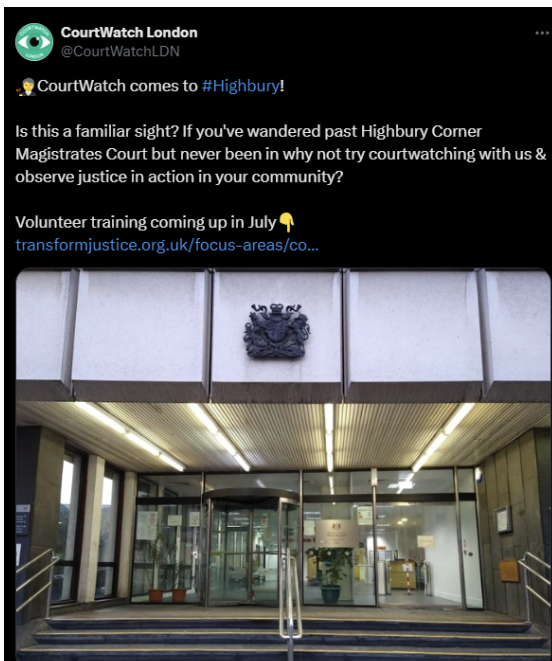 CourtWatch London
@CourtWatchLDN
CourtWatch comes to #Highbury!
Is this a familiar sight? If you've wandered past Highbury Corner
Magistrates Court but never been in why not try courtwatching with us &
observe justice in action in your community?
Volunteer training coming up in July
transformjustice.org.uk/focus-areas/co...